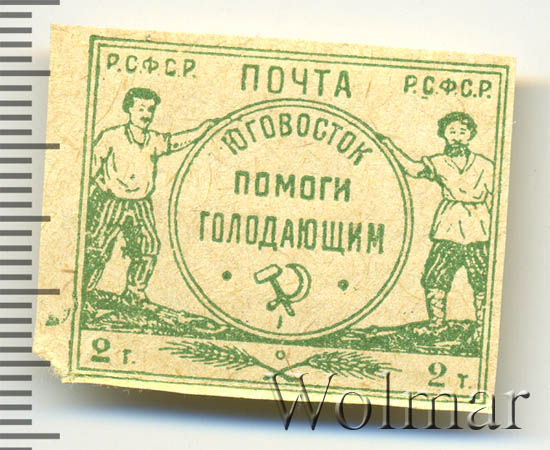 Р.С.Ф.С.Р. ПОЧТА Р.С.Ф.С.Р.
ЮГОВОСТОК
ПОМОГИ
ГОЛОДАЮЩИМ
2 г. 2 т.
Wolmar